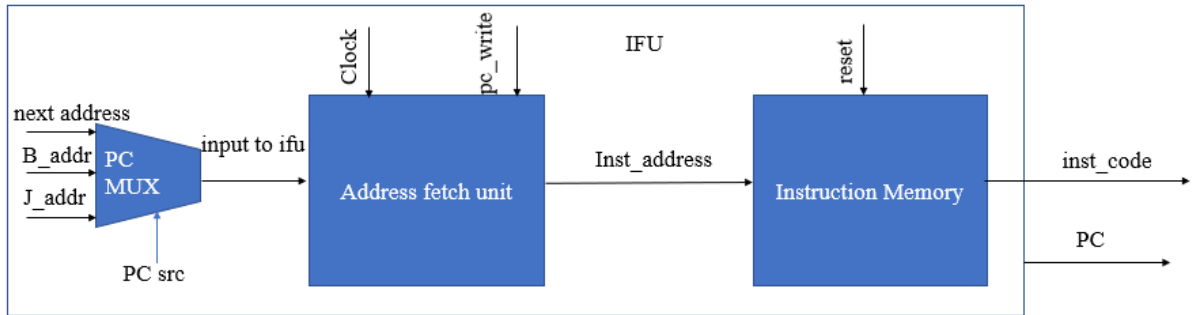 IFU
Clock
pc_write
reset
next address
B_addr
J_addr
PC
MUX
input to ifu
PC src
Address fetch unit
Inst_address
Instruction Memory
inst_code
PC